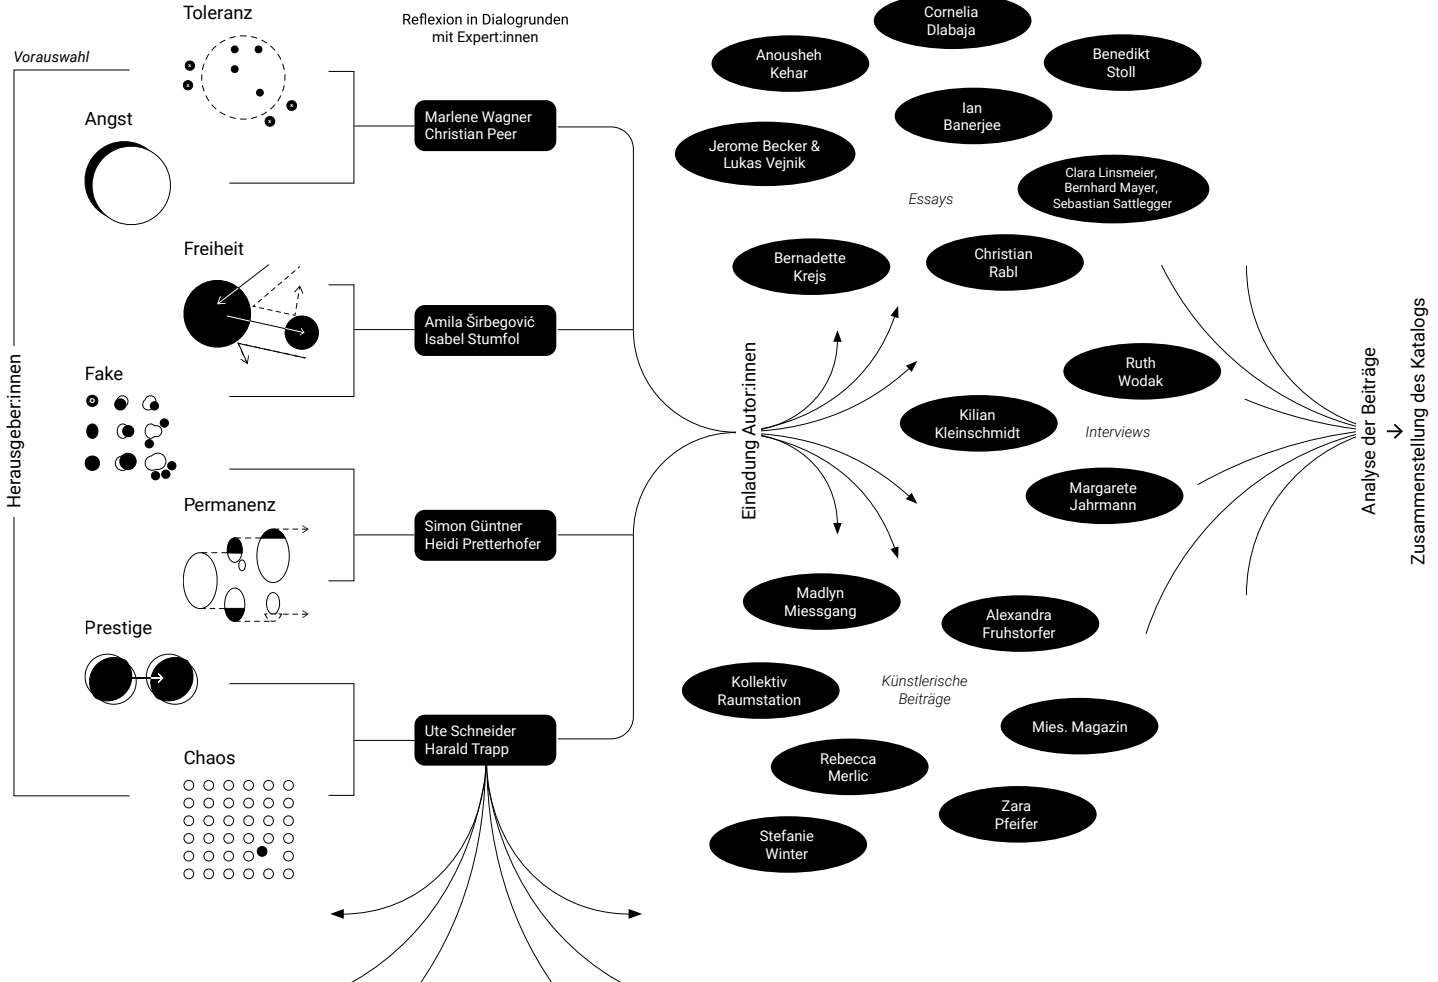 Herausgeber:innen
Vorauswahl
Toleranz
Angst
Freiheit
Fake
Permanenz
Prestige
Chaos
Reflexion in Dialogrunden
mit Expert:innen
Marlene Wagner
Christian Peer
Amila Širbegović
Isabel Stumfol
Simon Güntner
Heidi Pretterhofer
Ute Schneider
Harald Trapp
Einladung Autor:innen
Cornelia
Dlabaja
Anousheh
Kehar
Benedikt
Stoll
Ian
Banerjee
Jerome Becker &
Lukas Vejnik
Clara Linsmeier,
Bernhard Mayer,
Sebastian Sattlegger
Essays
Bernadette
Krejs
Christian
Rabl
Ruth
Wodak
Kilian
Kleinschmidt
Interviews
Margarete
Jahrmann
Madlyn
Miessgang
Alexandra
Fruhstorfer
Kollektiv
Raumstation
Künstlerische
Beiträge
Mies. Magazin
Rebecca
Merlic
Zara
Pfeifer
Stefanie
Winter
Analyse der Beiträge
→
Zusammenstellung des Katalogs